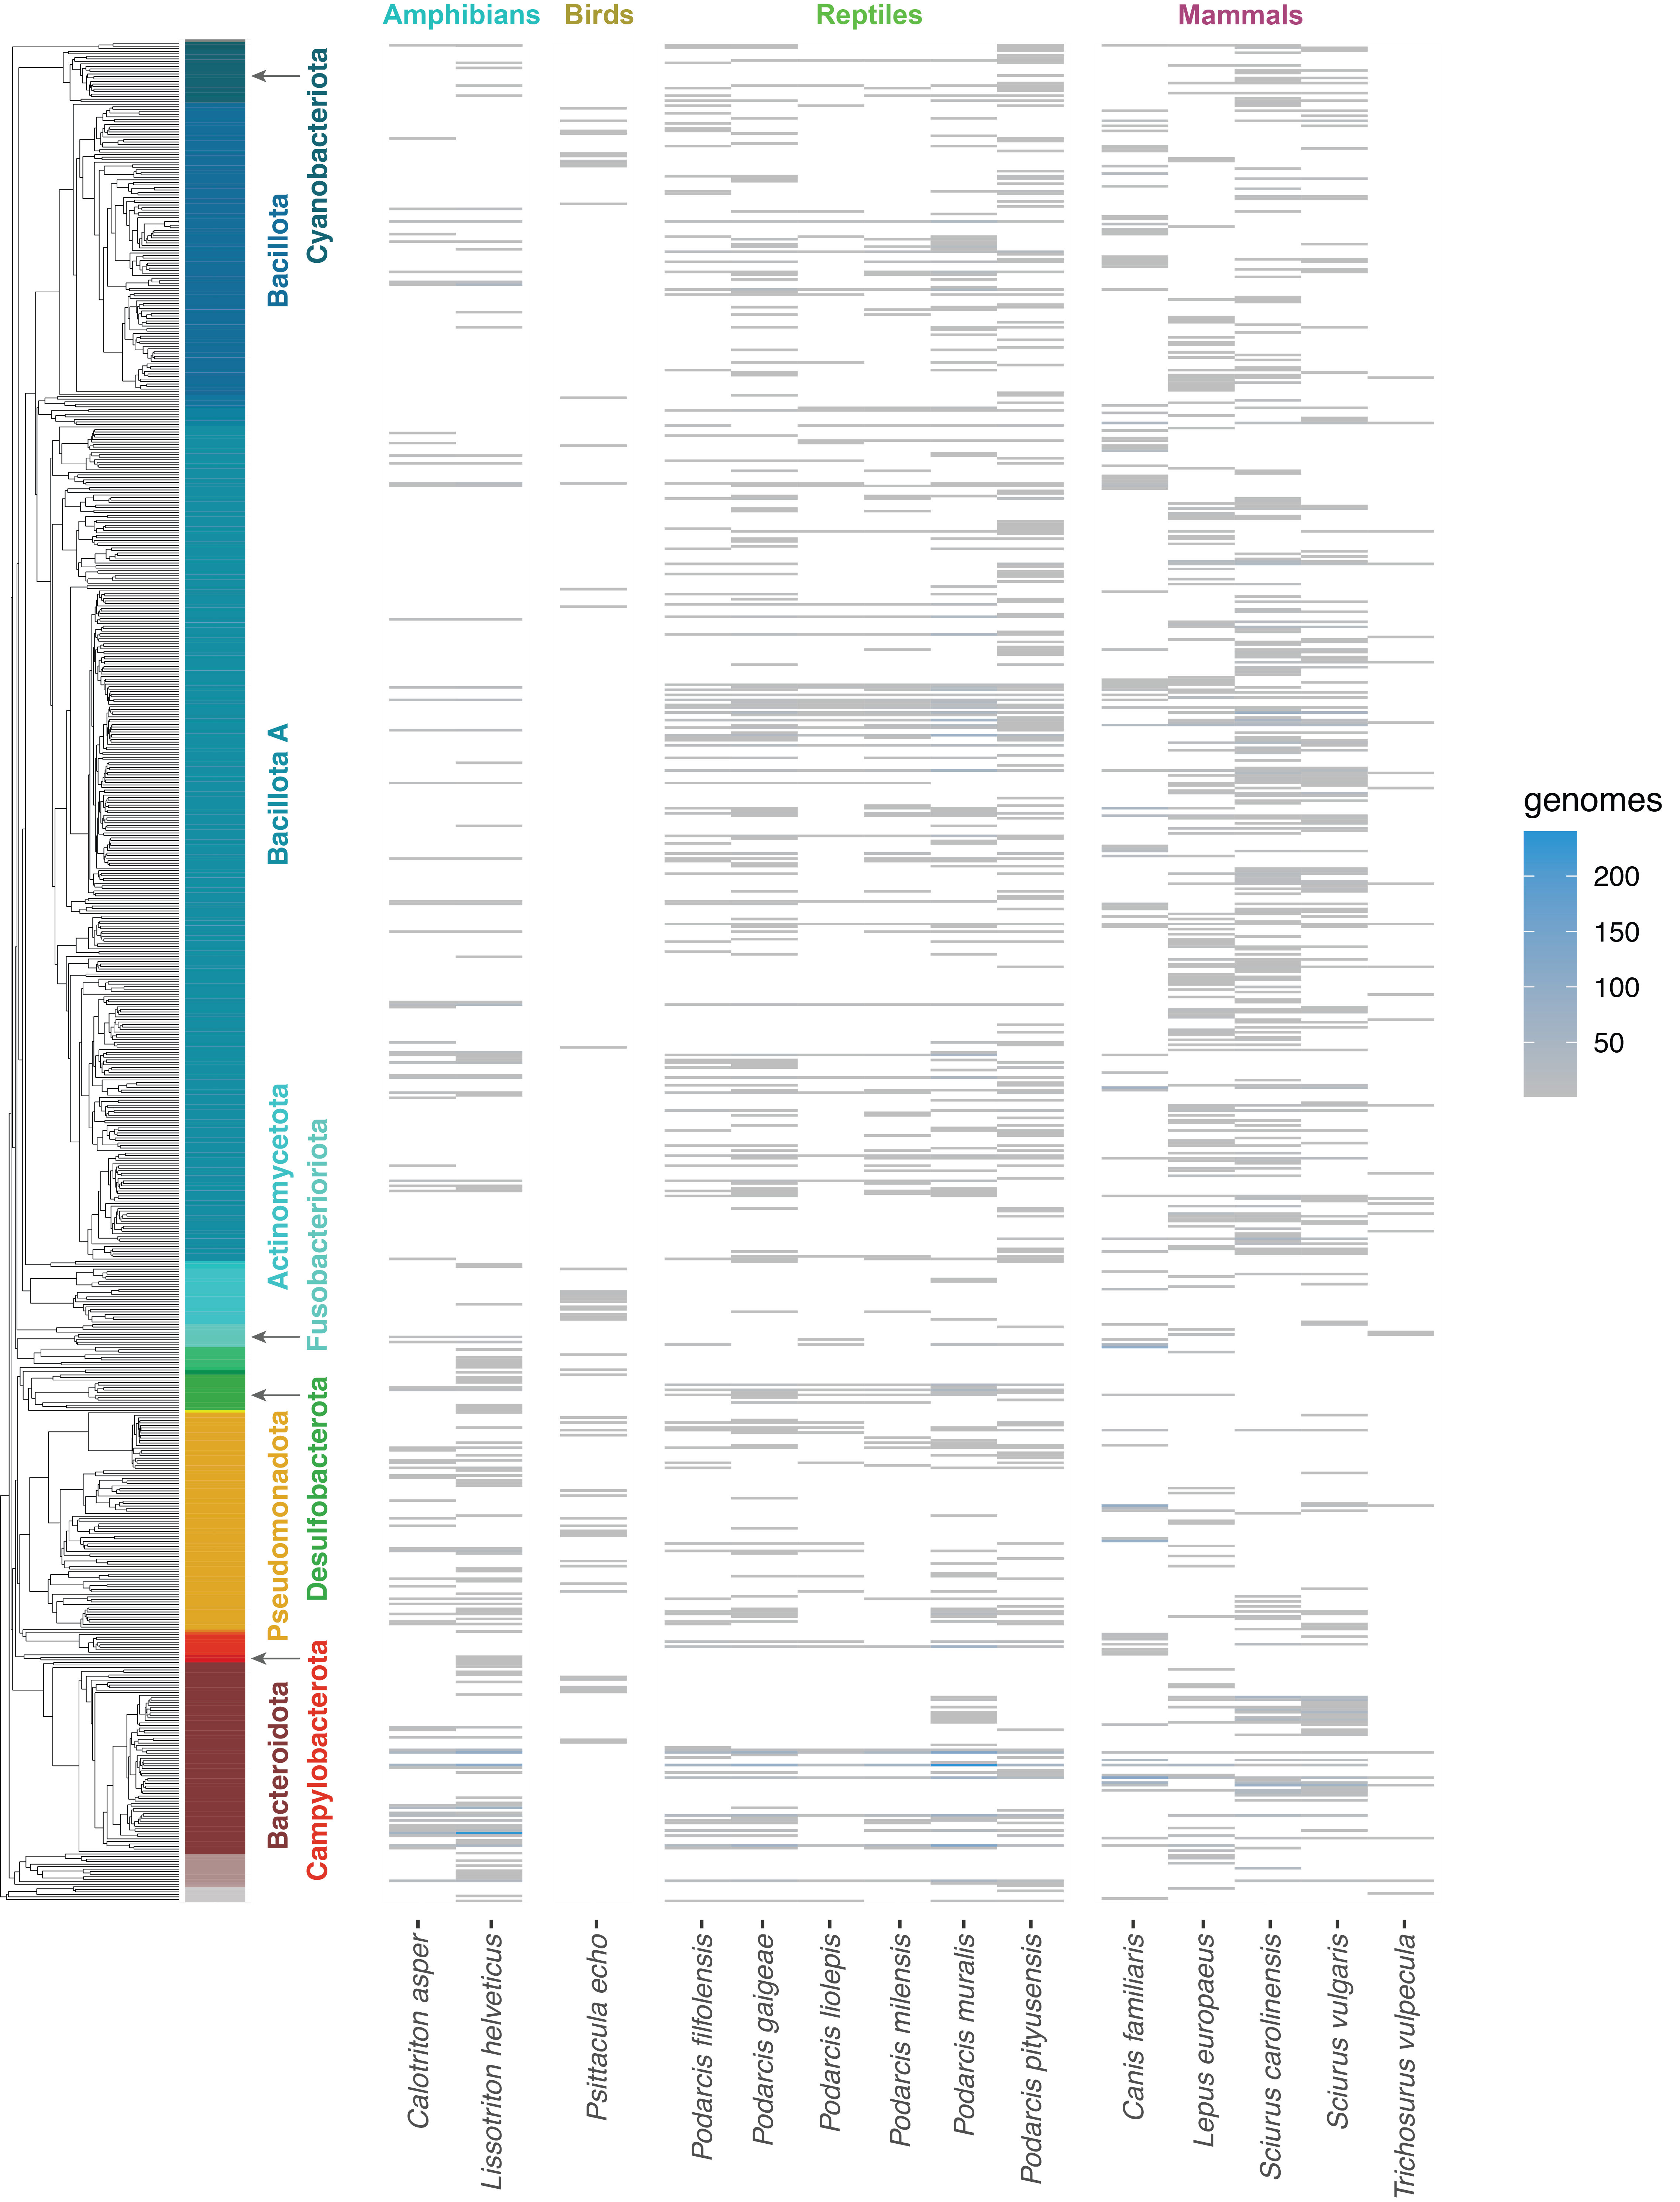 Amphibians
Birds
Reptiles
Mammals
Cyanobacteriota
Bacillota
Bacillota A
Actinomycetota
Fusobacterioriota
Desulfobacterota
Pseudomonadota
Campylobacterota
Bacteroidota
genomes
200
150
100
50
Calotriton asper
Lissotriton helveticus
Psittacula echo
Podarcis filfolensis
Podarcis gaigeae
Podarcis liolepis
Podarcis milensis
Podarcis muralis
Podarcis pityusensis
Canis familiaris
Lepus europaeus
Sciurus carolinensis
Sciurus vulgaris
Trichosurus vulpecula